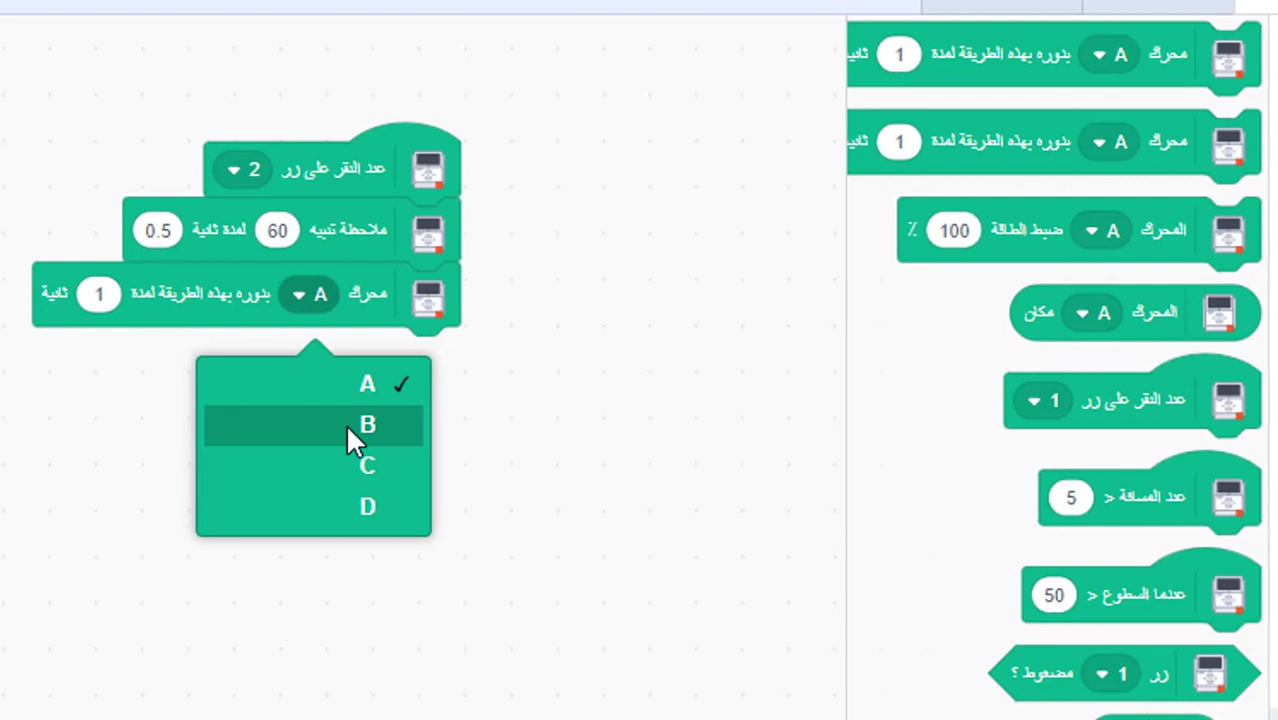 محرك A بدوره بهذه الطريقة لمدة 1
محرك A بدوره بهذه الطريقة لمدة 1
المحرك A ضبط الطاقة 100 ٪
المحرك A مكان
عند النقر على زر 1
عند المسافة < 5
عندما السطوع < 50
زر 1 مضغوط ؟
عند النقر على زر 2
ملاحظة تنبيه 60 لمدة ثانية 0.5
محرك A بدوره بهذه الطريقة لمدة 1 ثانية
A ✓
B
C
D